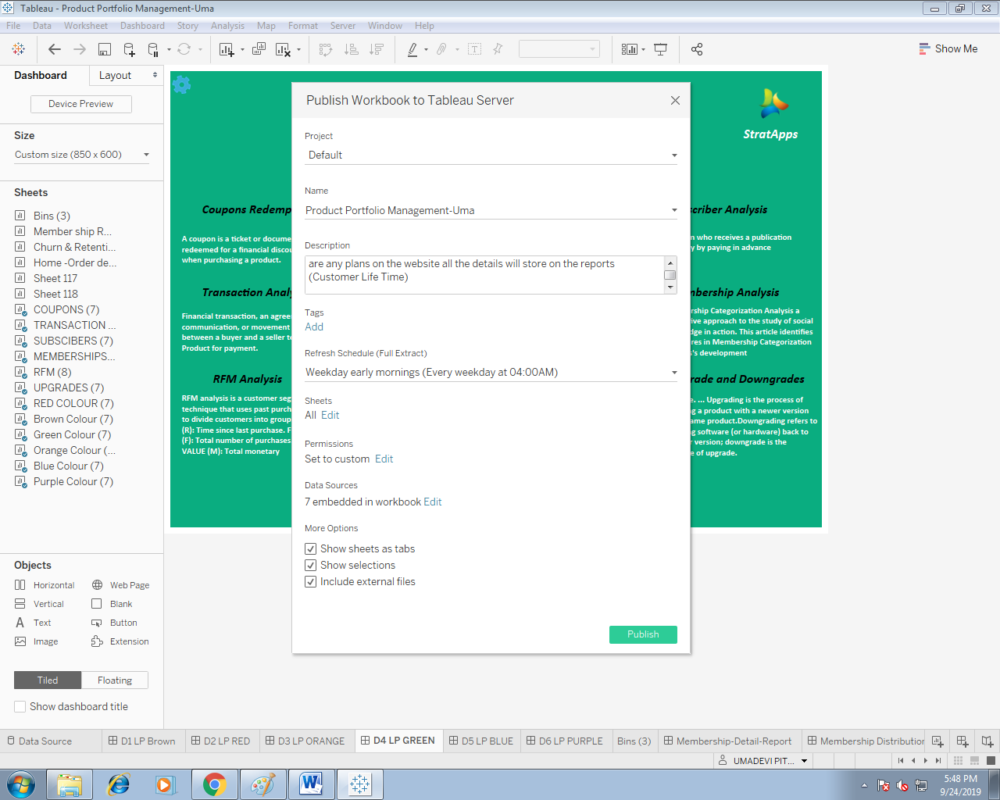 Tableau - Product Portfolio Management-Uma
File Data Worksheet Dashboard Story Analysis Map Format Server Window Help
Show Me
Dashboard Layout
Device Preview
Size
Custom size (850 x 600)
Sheets
Bins (3)
Member ship R...
Churn & Retenti...
Home -Order de...
Sheet 117
Sheet 118
COUPONS (7)
TRANSACTION ...
SUBSCIBERS (7)
MEMBERSHIPS...
RFM (8)
UPGRADES (7)
RED COLOUR (7)
Brown Colour (7)
Green Colour (7)
Orange Colour (...
Blue Colour (7)
Purple Colour (7)
Objects
Horizontal Web Page
Vertical Blank
Text Button
Image Extension
Tiled Floating
Show dashboard title
StratApps
Coupons Redemp
A coupon is a ticket or docume
redeemed for a financial discou
when purchasing a product.
Transaction Analy
Financial transaction, an agree
communication, or movement
between a buyer and a seller to
Product for payment.
RFM Analysis
RFM analysis is a customer seg
technique that uses past purch
to divide customers into group
(R): Time since last purchase. F
(F): Total number of purchases
VALUE (M): Total monetary
Publish Workbook to Tableau Server
Project
Default
Name
Product Portfolio Management-Uma
Description
are any plans on the website all the details will store on the reports
(Customer Life Time)
Tags
Add
Refresh Schedule (Full Extract)
Weekday early mornings (Every weekday at 04:00AM)
Sheets
All Edit
Permissions
Set to custom Edit
Data Sources
7 embedded in workbook Edit
More Options
Show sheets as tabs
Show selections
Include external files
Publish
scriber Analysis
n who receives a publication
y by paying in advance
nbership Analysis
rship Categorization Analysis a
ive approach to the study of social
dge in action. This article identifies
res in Membership Categorization
s's development
rade and Downgrades
e. ... Upgrading is the process of
ng a product with a newer version
ame product.Downgrading refers to
ng software (or hardware) back to
r version; downgrade is the
e of upgrade.
Data Source D1 LP Brown D2 LP RED D3 LP ORANGE D4 LP GREEN D5 LP BLUE D6 LP PURPLE Bins (3) Membership-Detail-Report Membership Distribution
UMADEVI PIT...
5:48 PM
9/24/2019